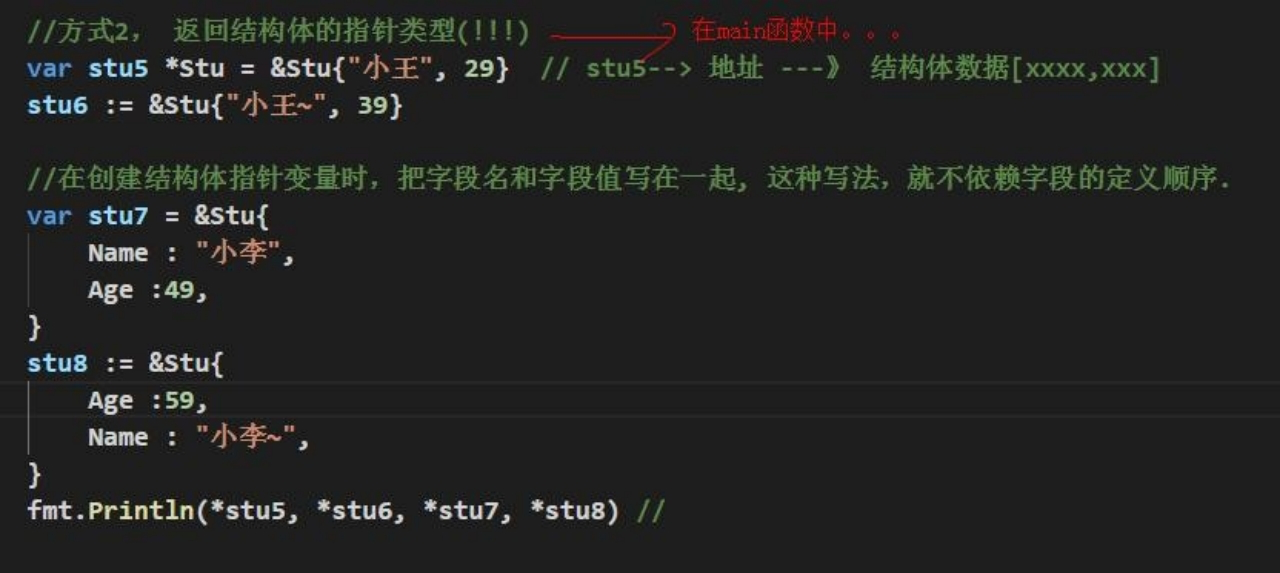 //方式2， 返回结构体的指针类型(!!!) 在main函数中。。。
var stu5 *Stu = &Stu{"小王", 29} // stu5--> 地址 ---》 结构体数据[xxxx,xxx]
stu6 := &Stu{"小王~", 39}
//在创建结构体指针变量时，把字段名和字段值写在一起, 这种写法，就不依赖字段的定义顺序.
var stu7 = &Stu{
Name : "小李",
Age :49,
}
stu8 := &Stu{
Age :59,
Name : "小李~",
}
fmt.Println(*stu5, *stu6, *stu7, *stu8) //